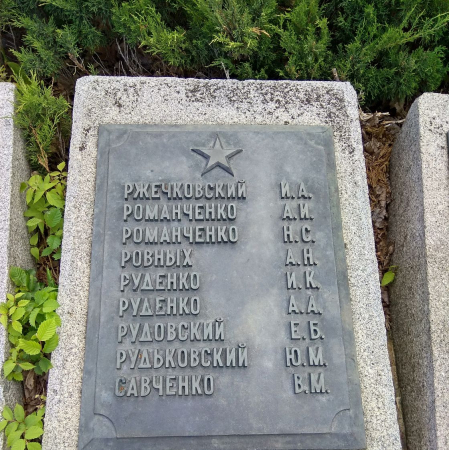 РЖЕЧКОВСКИЙ И.А.
РОМАНЧЕНКО А.И.
РОМАНЧЕНКО Н.С.
РОВНЫХ А.Н.
РУДЕНКО И.К.
РУДЕНКО А.А.
РУДОВСКИЙ Е.Б.
РУДЬКОВСКИЙ Ю.М.
САВЧЕНКО В.М.